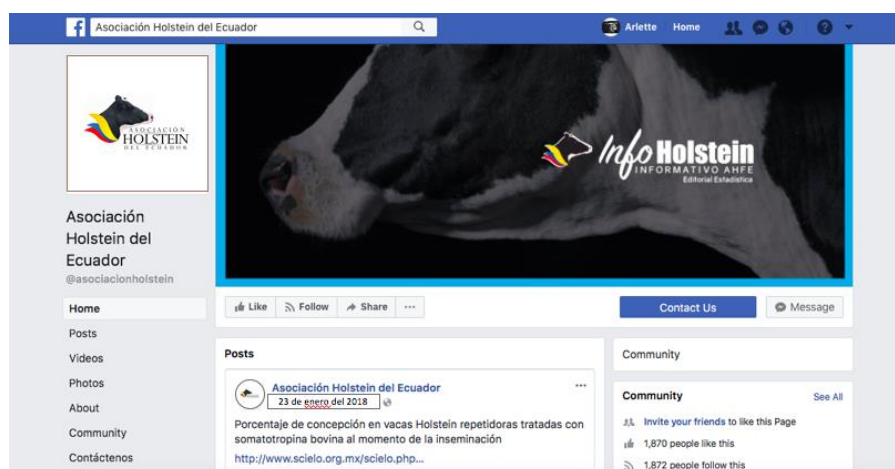 Asociación Holstein del Ecuador
Arlette Home
ASOCIACIÓN
HOLSTEIN
DEL ECUADOR
Info Holstein
INFORMATIVO AHFE
Editorial Estadística
Asociación
Holstein del
Ecuador
@asociacionholstein
Like Follow Share
Contact Us
Message
Home
Posts
Videos
Photos
About
Community
Contáctenos
Posts
Asociación Holstein del Ecuador
23 de enero del 2018
Porcentaje de concepción en vacas Holstein repetidoras tratadas con
somatotropina bovina al momento de la inseminación
http://www.scielo.org.mx/scielo.php...
Community
Community See All
Invite your friends to like this Page
1,870 people like this
1,872 people follow this